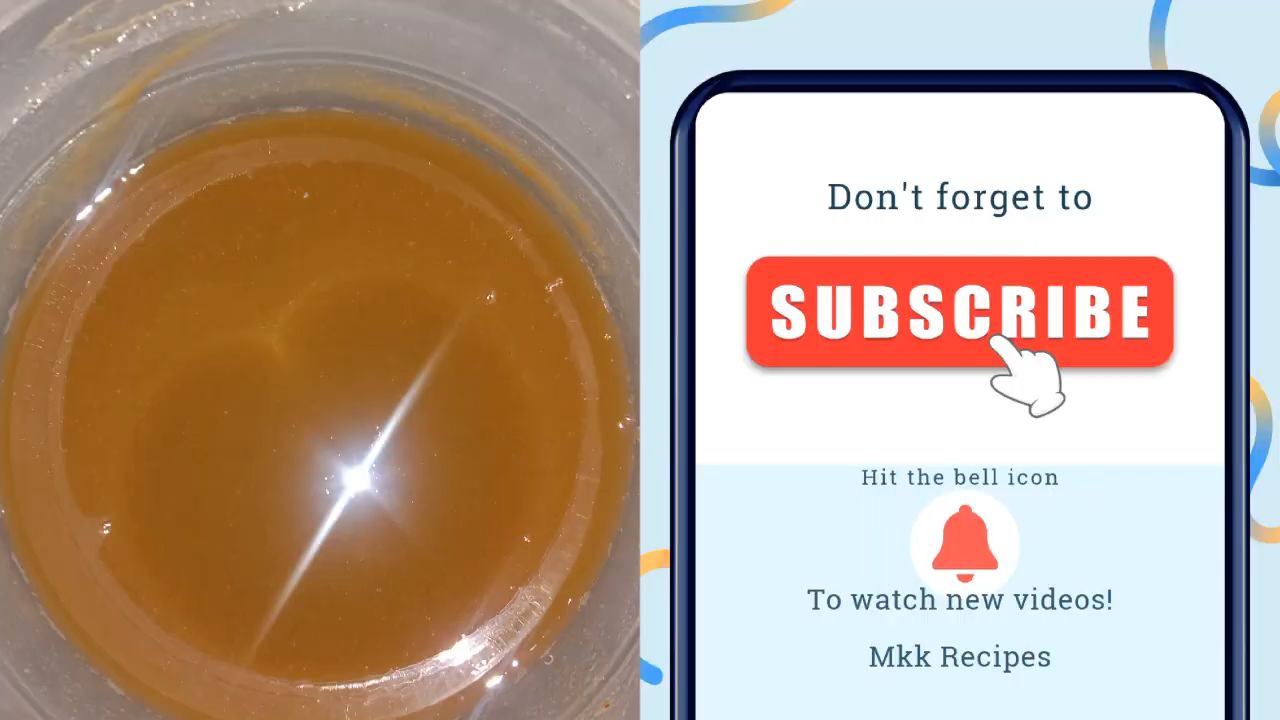 Don't forget to
SUBSCRIBE
Hit the bell icon
To watch new videos!
Mkk Recipes